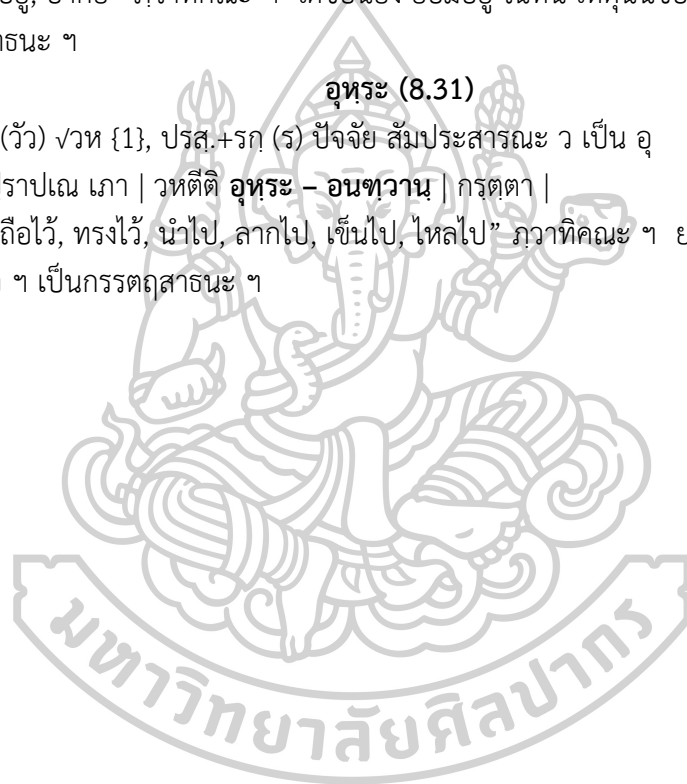 าธนะ ฯ
อุหฺระ (8.31)
(วัว) √วห {1}, ปรสฺ.+รกฺ (ร) ปัจจัย สัมประสารณะ ว เป็น อุ
ปฺราปเณ เภา | วหตีติ อุหฺระ – อนฑฺวานฺ | กรฺตฺตา |
ถือไว้, ทรงไว้, นำไป, ลากไป, เข็นไป, ไหลไป” ภฺวาทิคณะ ฯ
ฯ เป็นกรรตฤสาธนะ ฯ
มหาวิทยาลัยศิลปากร